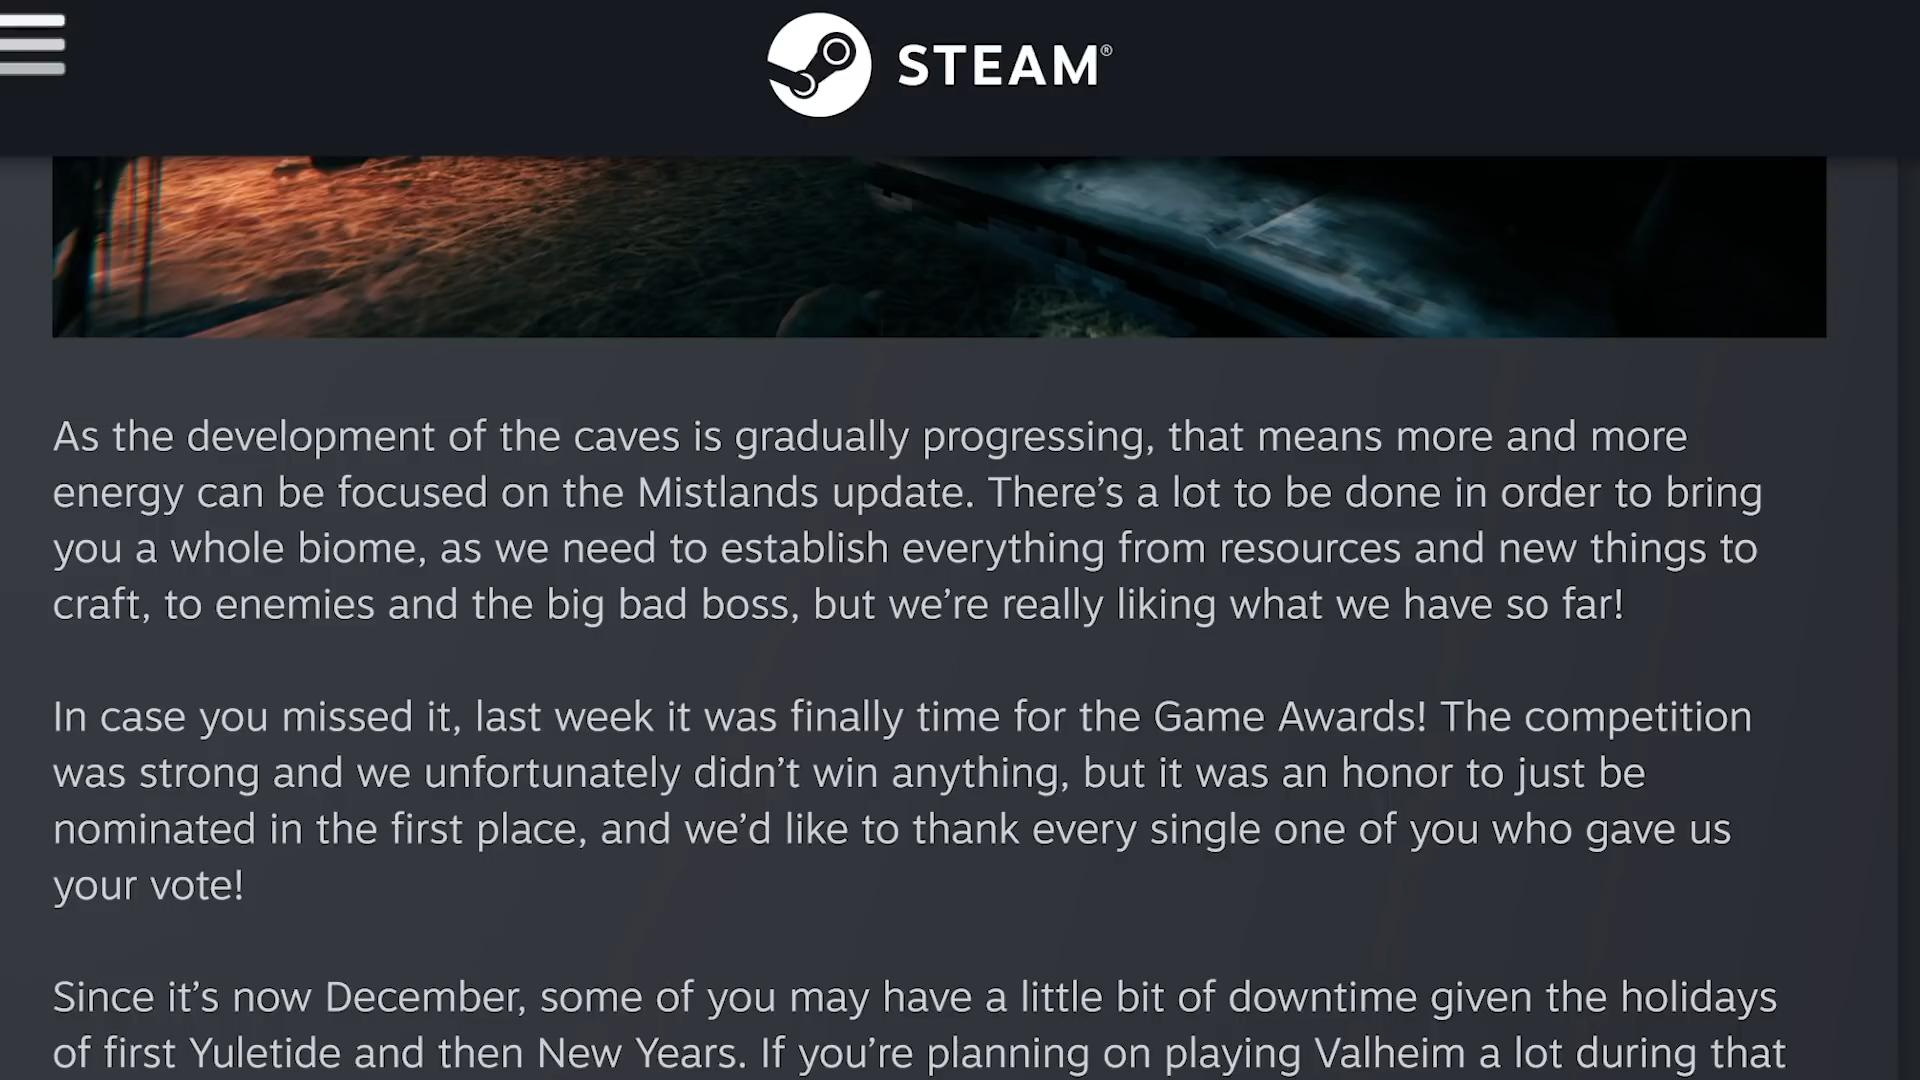 STEAM®
As the development of the caves is gradually progressing, that means more and more
energy can be focused on the Mistlands update. There’s a lot to be done in order to bring
you a whole biome, as we need to establish everything from resources and new things to
craft, to enemies and the big bad boss, but we’re really liking what we have so far!
In case you missed it, last week it was finally time for the Game Awards! The competition
was strong and we unfortunately didn’t win anything, but it was an honor to just be
nominated in the first place, and we’d like to thank every single one of you who gave us
your vote!
Since it’s now December, some of you may have a little bit of downtime given the holidays
of first Yuletide and then New Years. If you’re planning on playing Valheim a lot during that